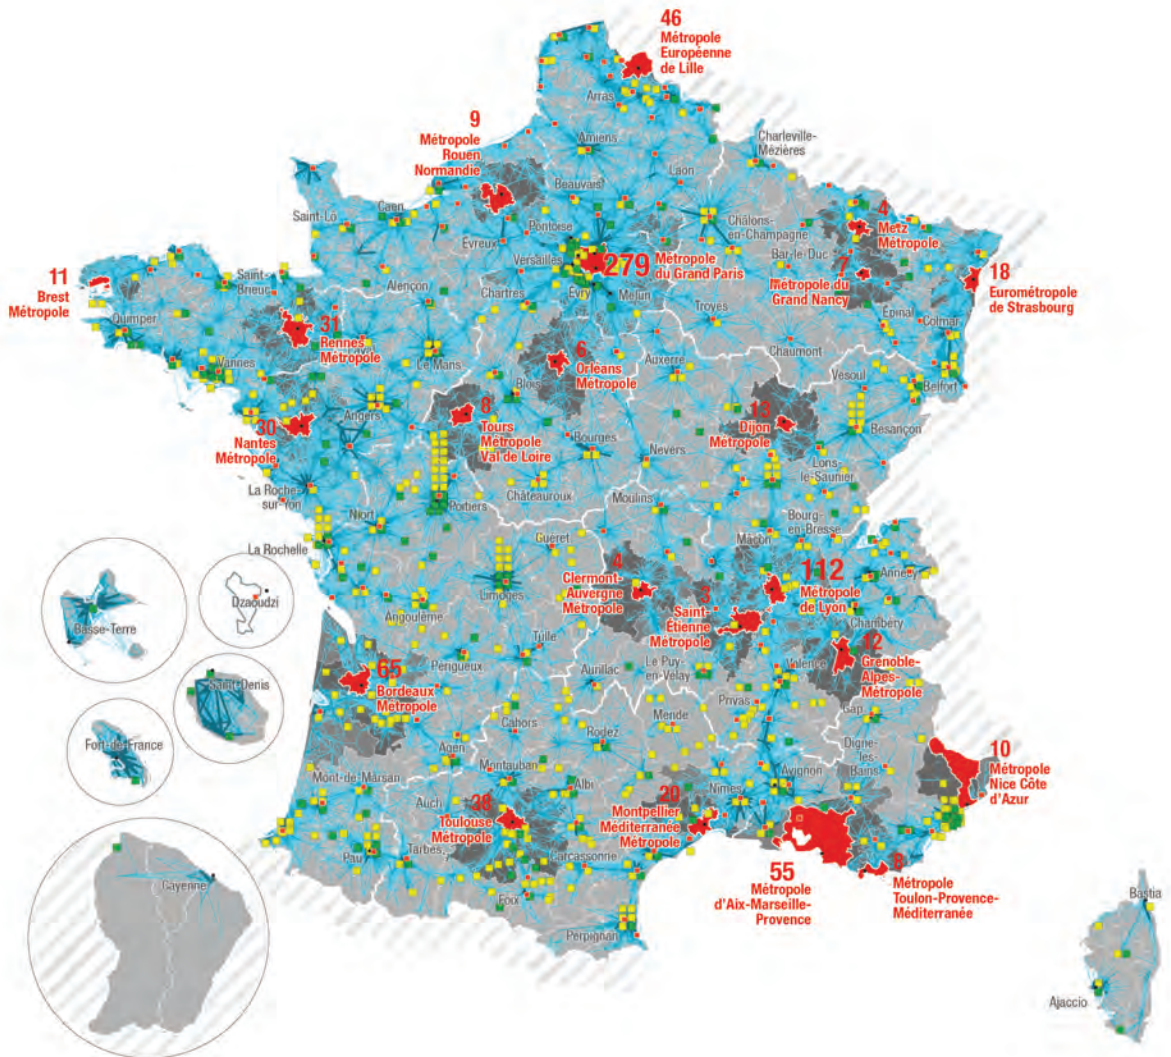 46
Métropole
Européenne
de Lille
Arras
9
Métropole
Rouen
Normandie
Amiens
Charleville-
Mézières
Beauvais
Laon
Saint-Lô
Caen
Evreux
Pontoise
Châlons-
en-Champagne
4
Metz
Métropole
Bar-le-Duc
11
Brest
Métropole
Saint-
Brieuc
Alençon
Versailles
279
Métropole
du Grand Paris
Evry
Melun
Chartres
7
Métropole du
Grand Nancy
18
Eurométropole
de Strasbourg
Quimper
31
Rennes
Métropole
Troyes
Épinal
Colmar
Vannes
Le Mans
6
Orléans
Métropole
Blois
Auxerre
Chaumont
Vesoul
Belfort
30
Nantes
Métropole
Angers
8
Tours
Métropole
Val de Loire
Bourges
Nevers
13
Dijon
Métropole
Besançon
La Roche-
sur-Yon
Niort
Poitiers
Châteauroux
Moulins
Lons-
le-Saunier
La Rochelle
Guéret
Bourg-
en-Bresse
Mâcon
Annecy
Dzaoudzi
Basse-Terre
Limoges
4
Clermont-
Auvergne
Métropole
3
Saint-
Étienne
Métropole
112
Métropole
de Lyon
Chambéry
Angoulême
Tulle
Périgueux
Aurillac
Le Puy-
en-Velay
Valence
12
Grenoble-
Alpes-
Métropole
Saint-Denis
65
Bordeaux
Métropole
Privas
Gap
Fort-de-France
Cahors
Rodez
Mende
Agen
Digne-
les-
Bains
10
Métropole
Nice Côte
d'Azur
Mont-de-Marsan
Montauban
Albi
Avignon
Nîmes
Auch
38
Toulouse
Métropole
20
Montpellier
Méditerranée
Métropole
Pau
Tarbes
Carcassonne
Foix
55
Métropole
d'Aix-Marseille-
Provence
8
Métropole
Toulon-Provence-
Méditerranée
Cayenne
Perpignan
Bastia
Ajaccio